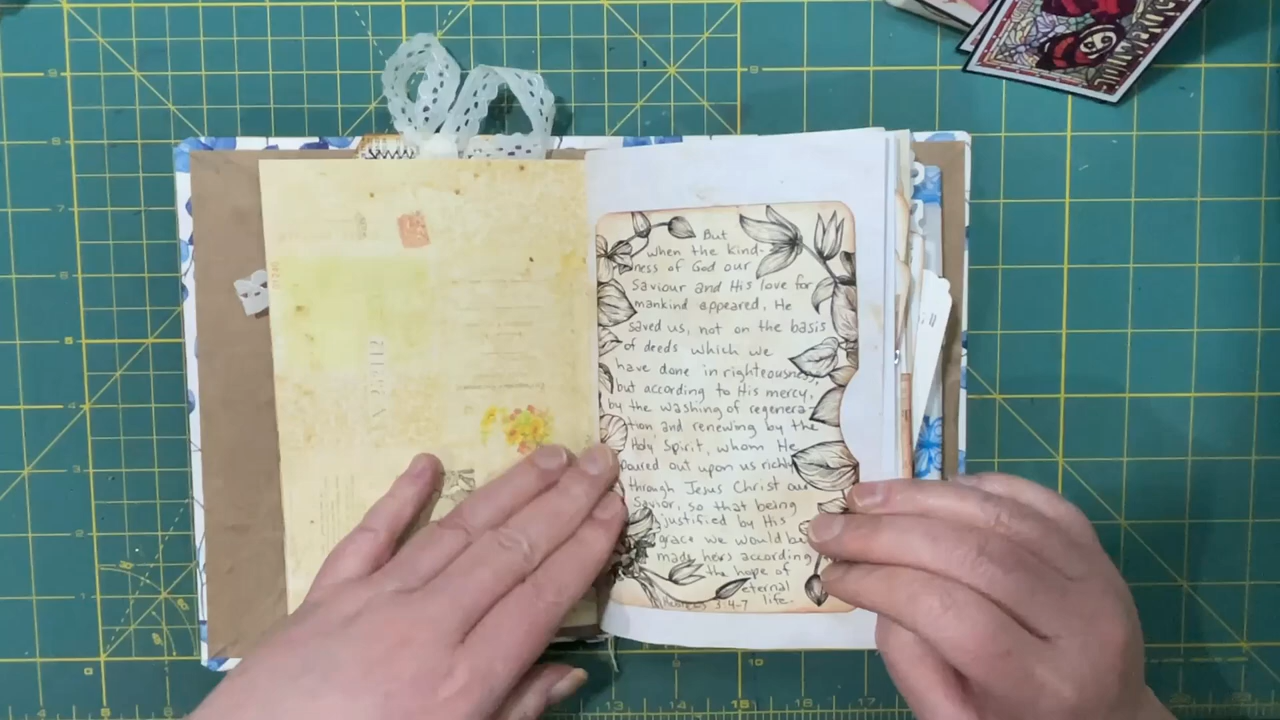 But
when the kind-
ness of God our
Saviour and His love for
mankind appeared, He
saved us, not on the basis
of deeds which we
have done in righteousness,
but according to His mercy,
by the washing of regenera-
tion and renewing by the
Holy Spirit, whom He
poured out upon us richly
through Jesus Christ our
Savior, so that being
justified by His
grace we would be
made heirs according
the hope of
eternal
life.
3:4-7